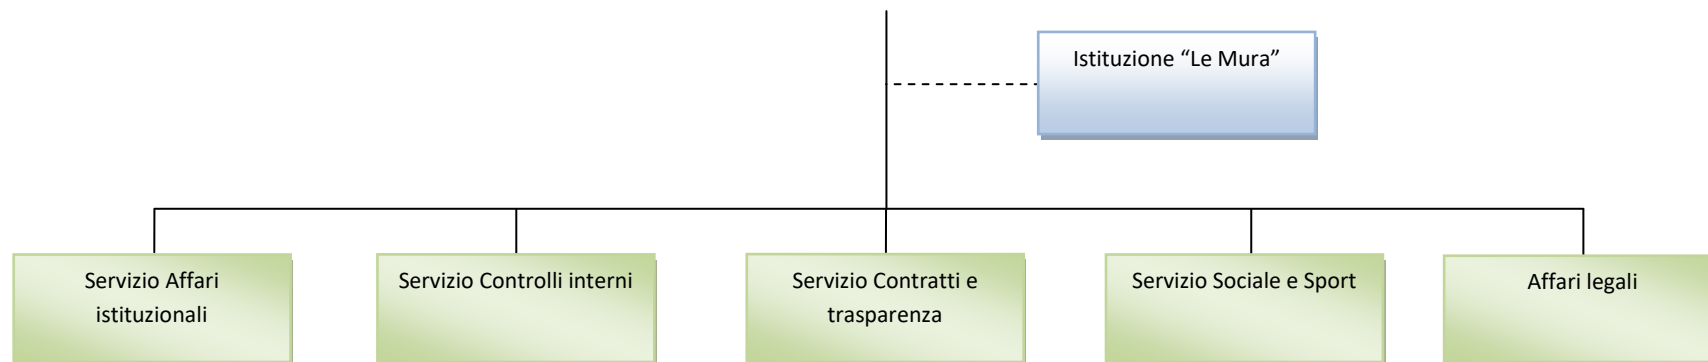 Istituzione “Le Mura”
Servizio Affari
istituzionali
Servizio Controlli interni
Servizio Contratti e
trasparenza
Servizio Sociale e Sport
Affari legali